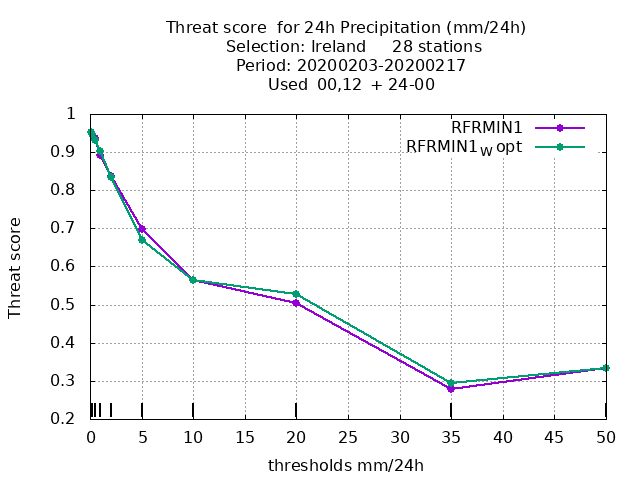 Threat score  for 24h Precipitation (mm/24h)
Selection: Ireland     28 stations
Period: 20200203-20200217
Used  00,12  + 24-00
RFRMIN1
RFRMIN1W opt
1
0.9
0.8
0.7
0.6
0.5
0.4
0.3
0.2
Threat score
0 5 10 15 20 25 30 35 40 45 50
thresholds mm/24h